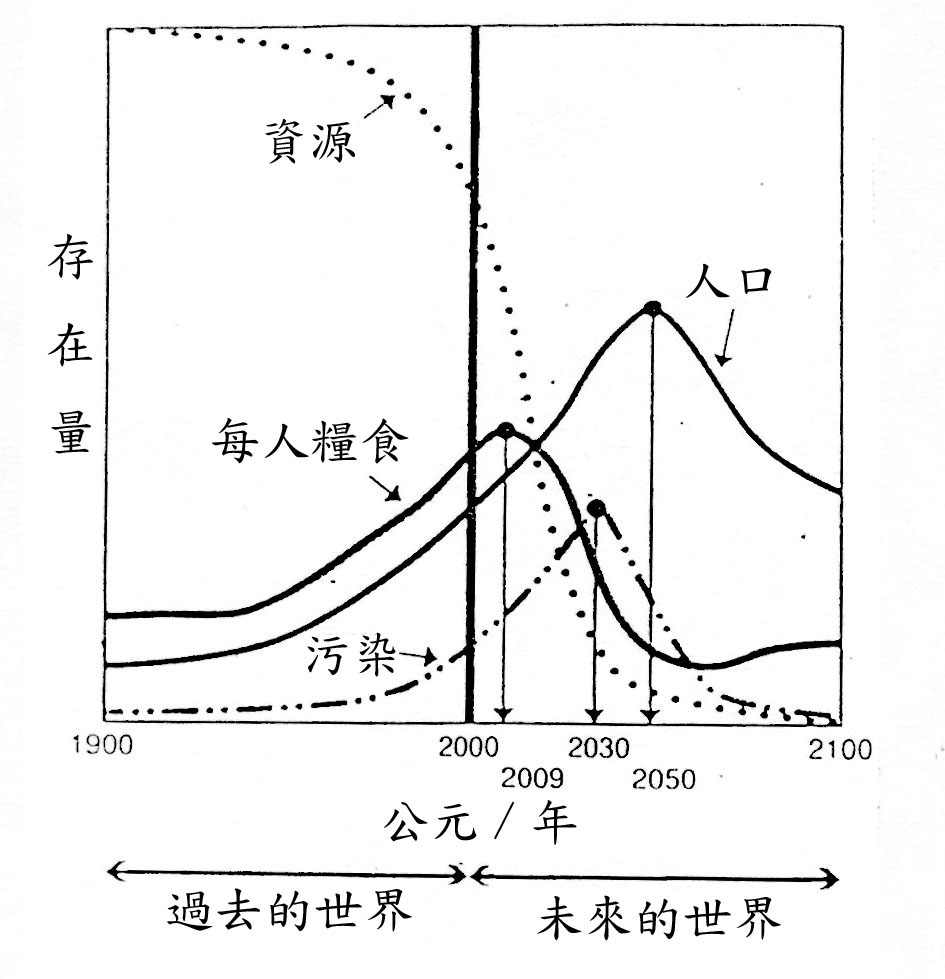 資源
存在量
人口
每人糧食
污染
1900
2000
2030
2100
2009
2050
公元 / 年
過去的世界
未來的世界